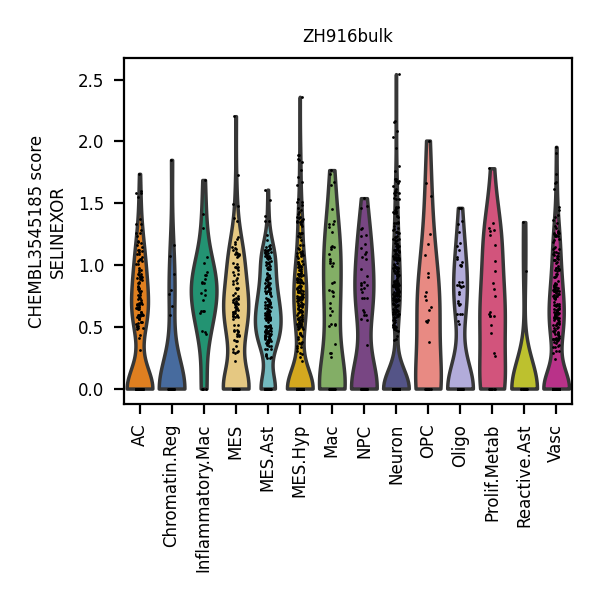 ZH916bulk
CHEMBL3545185 score
SELINEXOR
2.5
2.0
1.5
1.0
0.5
0.0
AC
Chromatin.Reg
Inflammatory.Mac
MES
MES.Ast
MES.Hyp
Mac
NPC
Neuron
OPC
Oligo
Prolif.Metab
Reactive.Ast
Vasc